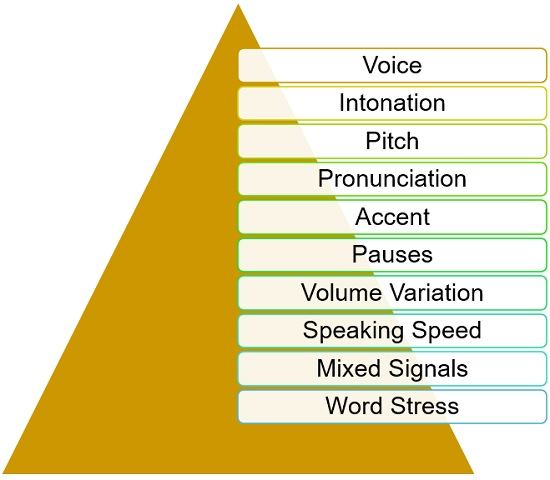 Voice
Intonation
Pitch
Pronunciation
Accent
Pauses
Volume Variation
Speaking Speed
Mixed Signals
Word Stress